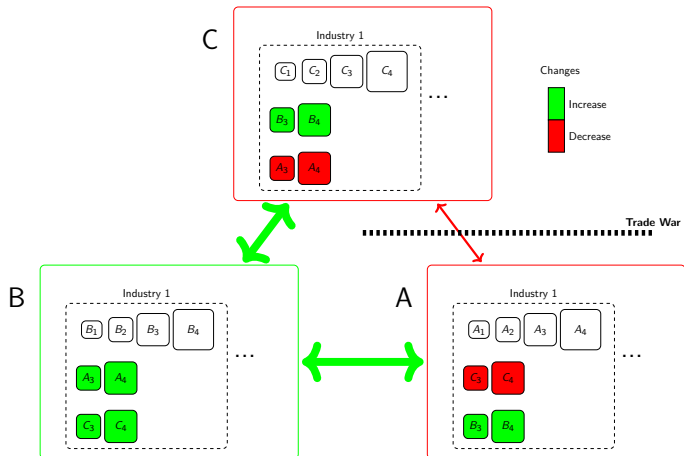 C
Industry 1
C1 C2 C3 C4
...
B3 B4
A3 A4
Changes
Increase
Decrease
Trade War
B
Industry 1
B1 B2 B3 B4
...
A3 A4
C3 C4
A
Industry 1
A1 A2 A3 A4
...
C3 C4
B3 B4